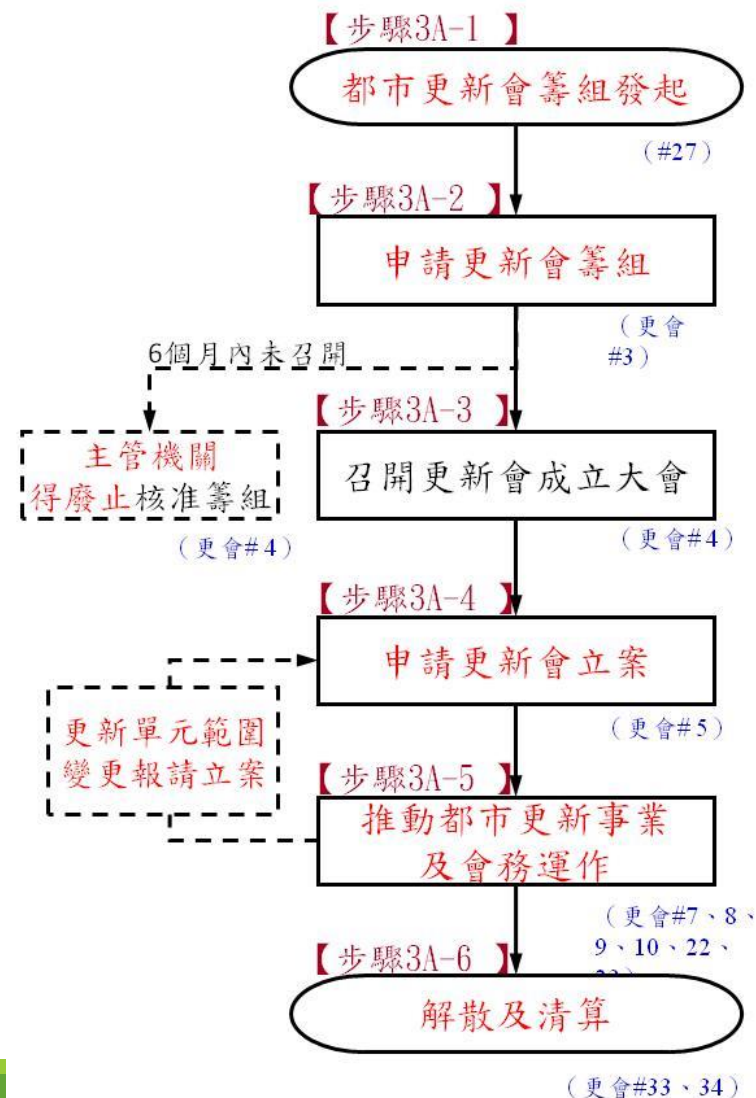 【步驟3A-1 】
都市更新會籌組發起
（#27）
【步驟3A-2 】
申請更新會籌組
（更會
#3）
6個月內未召開
【步驟3A-3 】
主管機關
得廢止核准籌組
（更會#4）
召開更新會成立大會
（更會#4）
【步驟3A-4 】
申請更新會立案
（更會#5）
更新單元範圍
變更報請立案
【步驟3A-5 】
推動都市更新事業
及會務運作
（更會#7、8、
9、10、22、
【步驟3A-6 】
解散及清算
（更會#33、34）